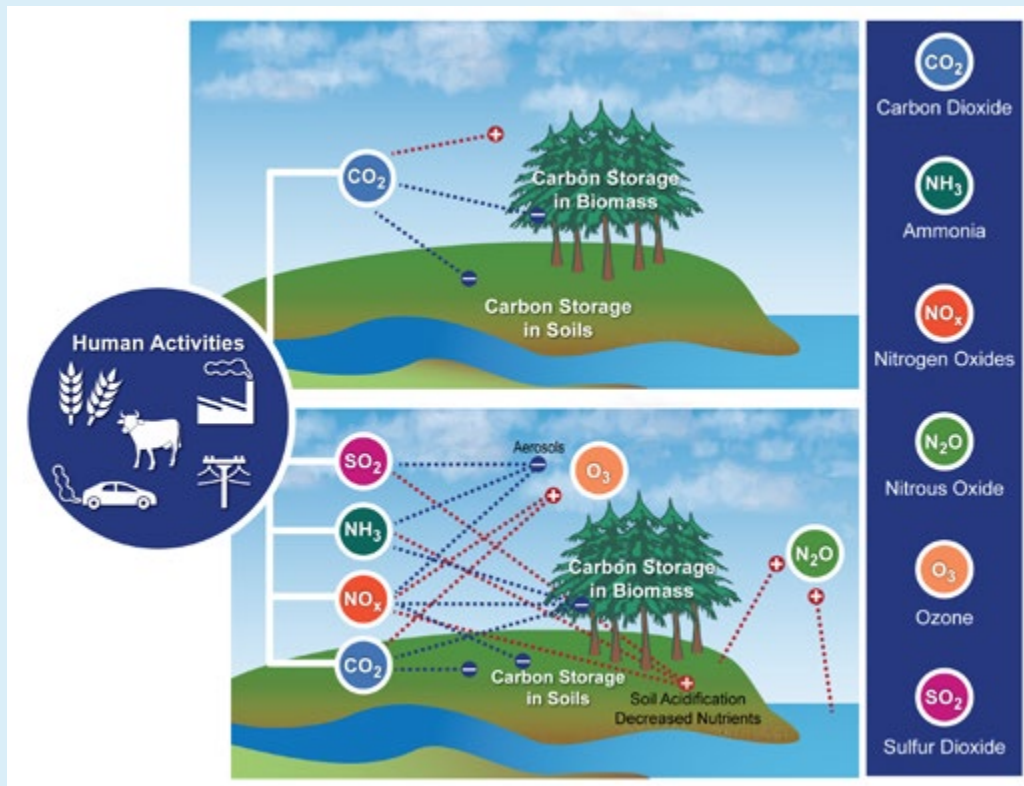 CO₂
Carbon Storage
in Biomass
Carbon Storage
in Soils
Human Activities
SO₂
NH₃
NOₓ
CO₂
Aerosols
O₃
Carbon Storage
in Biomass
N₂O
Carbon Storage
in Soils
Soil Acidification
Decreased Nutrients
CO₂
Carbon Dioxide
NH₃
Ammonia
NOₓ
Nitrogen Oxides
N₂O
Nitrous Oxide
O₃
Ozone
SO₂
Sulfur Dioxide